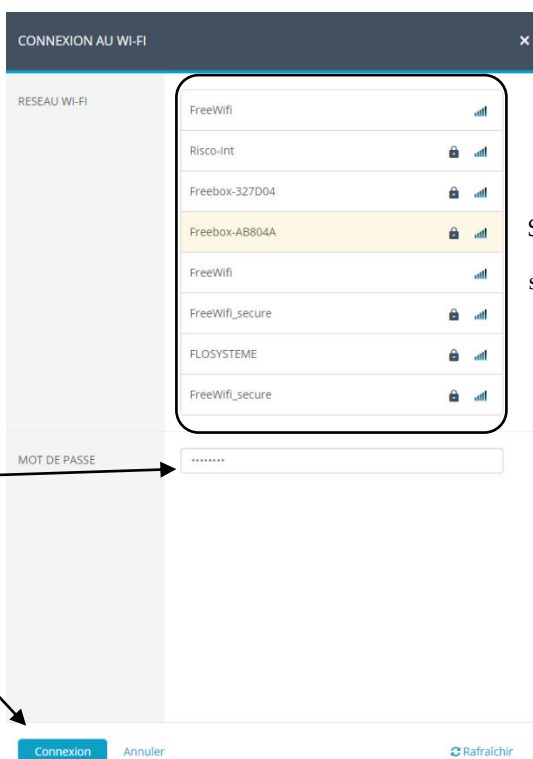 CONNEXION AU WI-FI ×
RESEAU WI-FI
FreeWifi
Risco-Int
Freebox-327D04
Freebox-AB804A
FreeWifi
FreeWifi_secure
FLOSYSTEME
FreeWifi_secure
MOT DE PASSE
••••••••
Connexion Annuler Rafraîchir